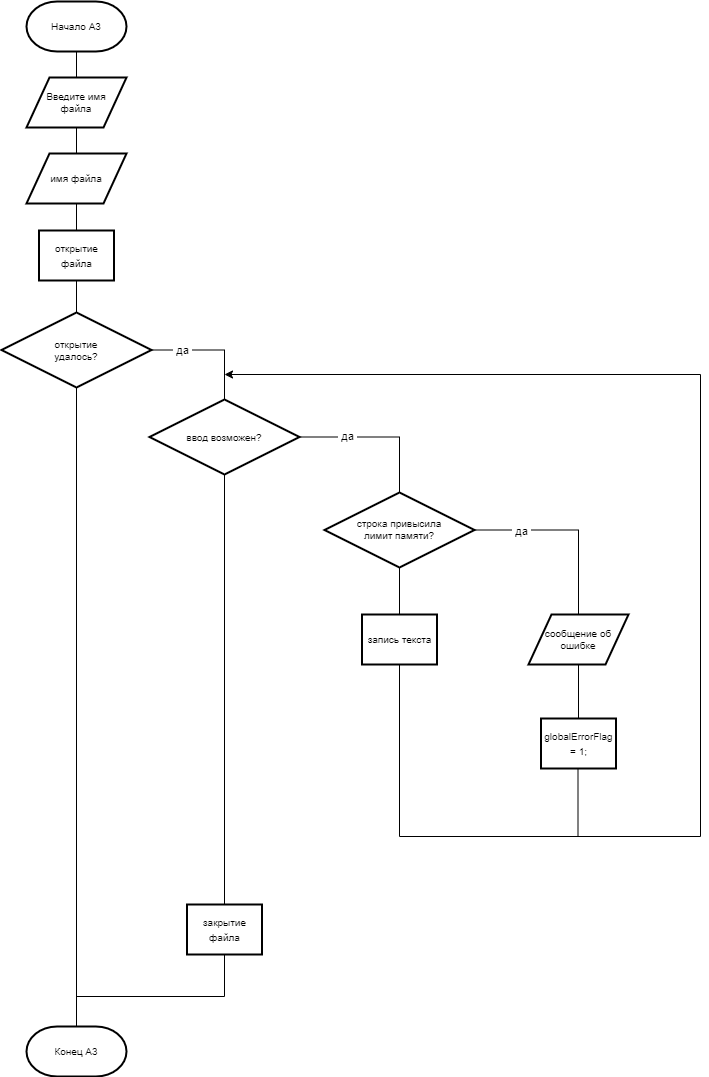 Начало А3
Введите имя
файла
имя файла
открытие
файла
открытие
удалось?
да
ввод возможен?
да
строка привысила
лимит памяти?
да
запись текста
сообщение об
ошибке
globalErrorFlag
= 1;
закрытие
файла
Конец А3